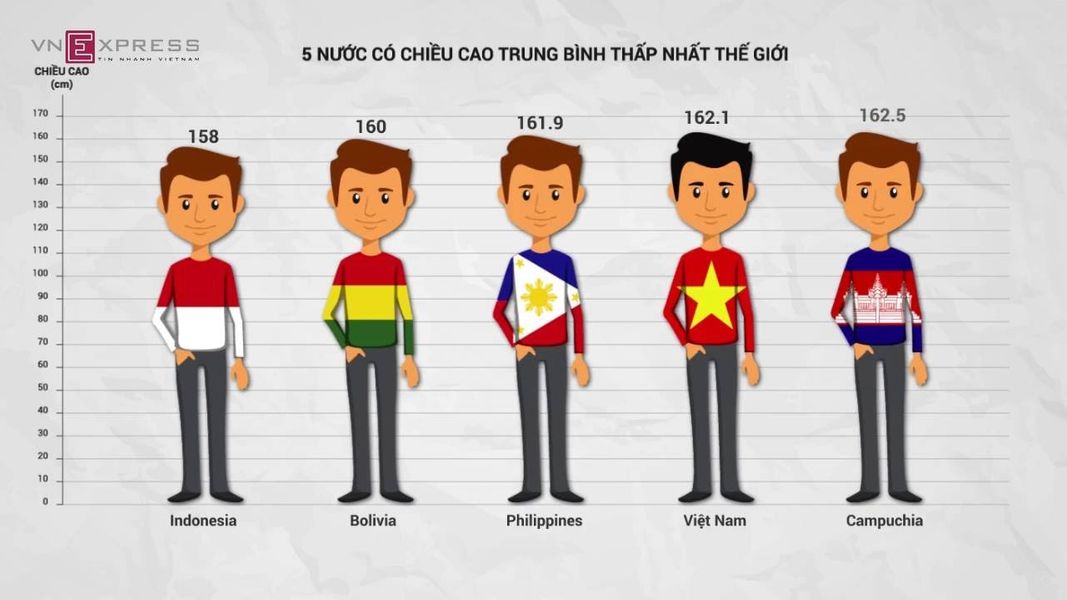 VNEXPRESS
TIN NHANH VIETNAM
5 NƯỚC CÓ CHIỀU CAO TRUNG BÌNH THẤP NHẤT THẾ GIỚI
CHIỀU CAO
(cm)
170
160
150
140
130
120
110
100
90
80
70
60
50
40
30
20
10
0
158
160
161.9
162.1
162.5
Indonesia
Bolivia
Philippines
Việt Nam
Campuchia